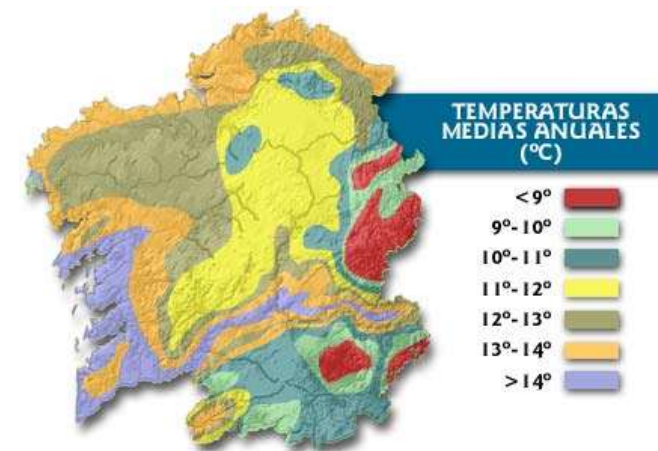 TEMPERATURAS
MEDIAS ANUALES
(ºC)
<9º
9º-10º
10º-11º
11º-12º
12º-13º
13º-14º
>14º